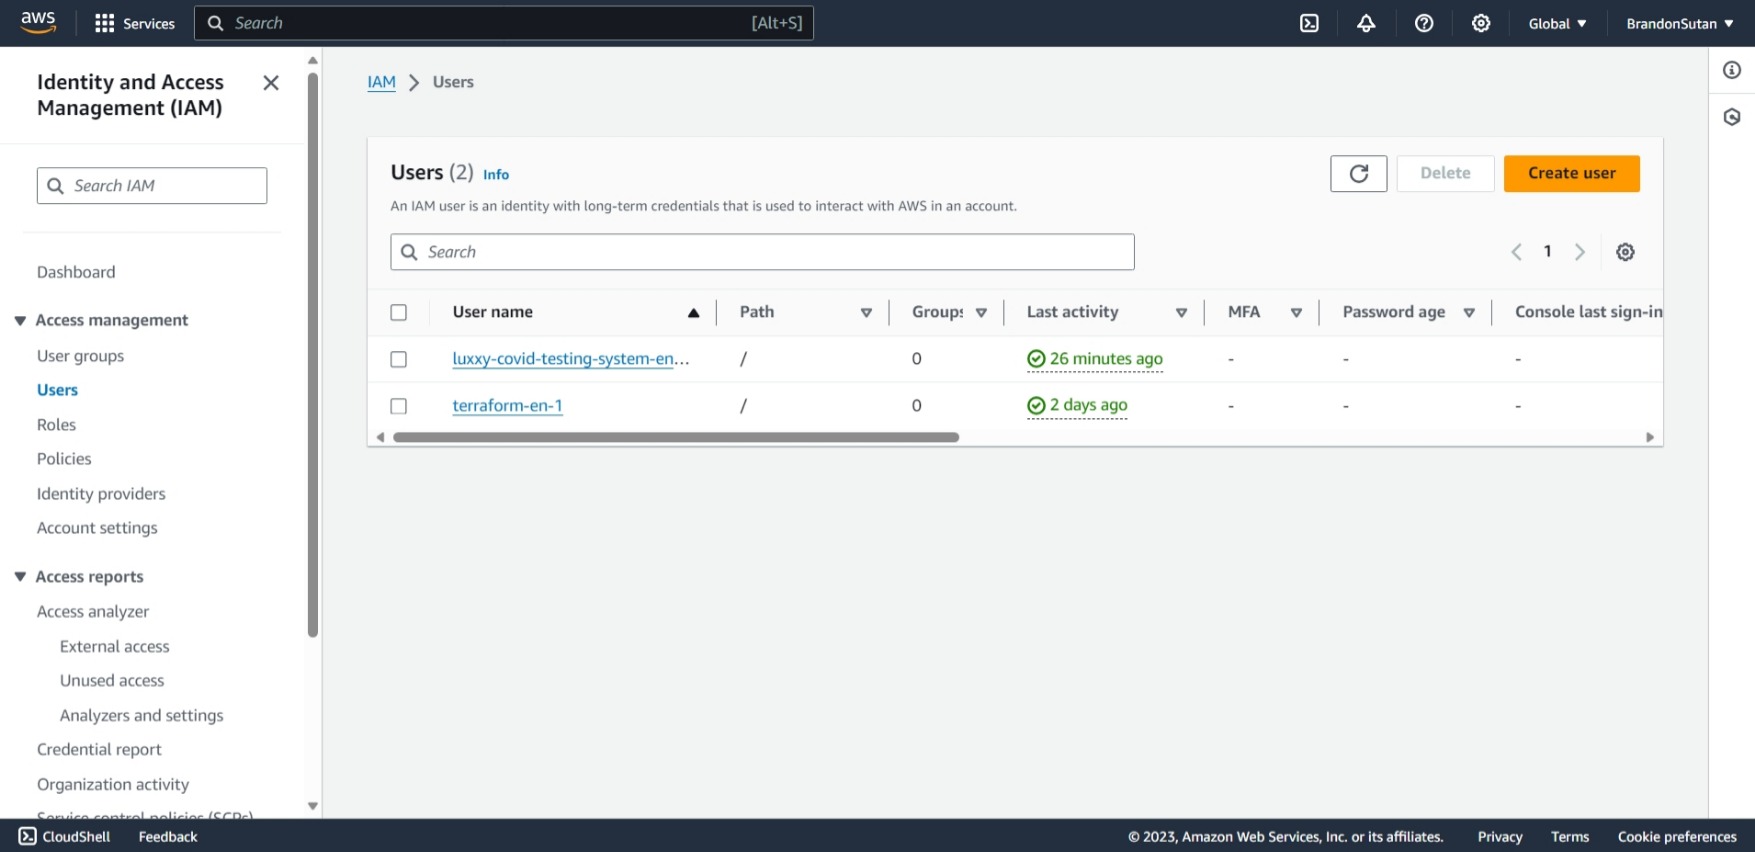 aws
Services
Search
[Alt+S]
Global
BrandonSutan
Identity and Access
Management (IAM)
Search IAM
Dashboard
Access management
User groups
Users
Roles
Policies
Identity providers
Account settings
Access reports
Access analyzer
External access
Unused access
Analyzers and settings
Credential report
Organization activity
Service control policies (SCPs)
IAM
Users
Users (2) Info
Delete
Create user
An IAM user is an identity with long-term credentials that is used to interact with AWS in an account.
Search
1
User name Path Groups Last activity MFA Password age Console last sign-in
luxxy-covid-testing-system-en... / 0 26 minutes ago - - -
terraform-en-1 / 0 2 days ago - - -
CloudShell Feedback
© 2023, Amazon Web Services, Inc. or its affiliates. Privacy Terms Cookie preferences